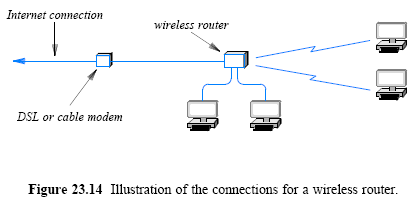 Internet connection
wireless router
DSL or cable modem
Figure 23.14 Illustration of the connections for a wireless router.